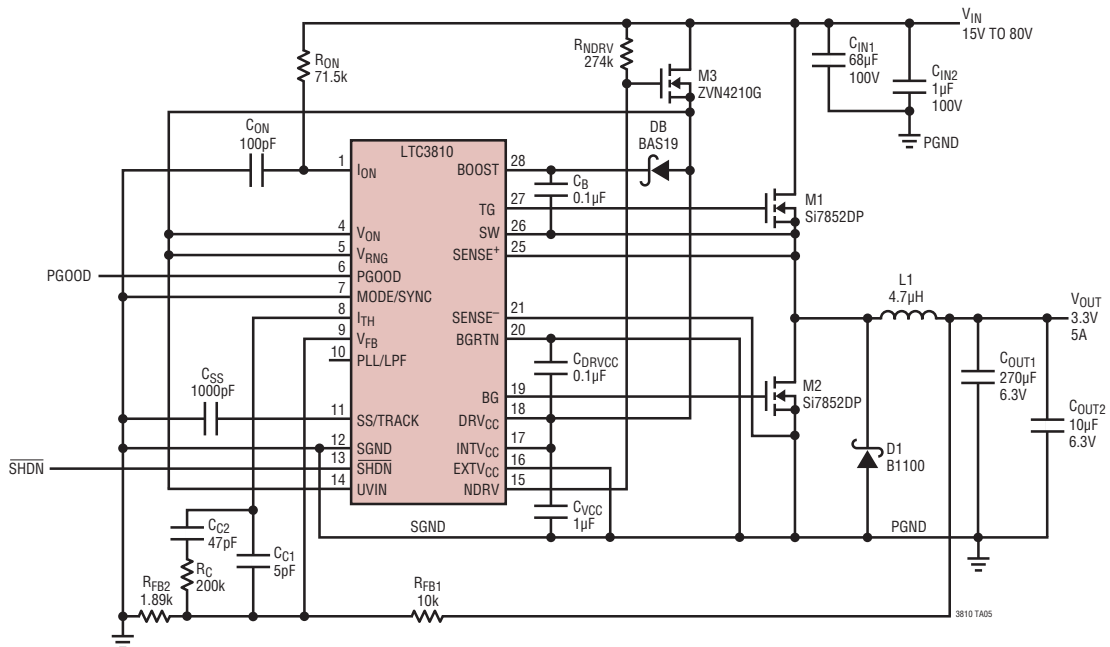 V_IN
15V TO 80V
R_ON
71.5k
R_NDRV
274k
M3
ZVN4210G
C_IN1
68μF
100V
C_IN2
1μF
100V
PGND
C_ON
100pF
DB
BAS19
LTC3810
1
I_ON
BOOST
28
C_B
0.1μF
M1
Si7852DP
TG
27
4
V_ON
SW
26
5
V_RNG
SENSE+
25
PGOOD
6
PGOOD
7
MODE/SYNC
8
I_TH
SENSE–
21
9
V_FB
BGRTN
20
10
PLL/LPF
L1
4.7μH
V_OUT
3.3V
5A
C_DRVCC
0.1μF
C_OUT1
270μF
6.3V
C_OUT2
10μF
6.3V
C_SS
1000pF
BG
19
M2
Si7852DP
11
SS/TRACK
DRV_CC
18
12
SGND
INTV_CC
17
SHDN
13
SHDN
EXTV_CC
16
14
UVIN
NDRV
15
D1
B1100
C_VCC
1μF
SGND
PGND
C_C2
47pF
C_C1
5pF
R_C
200k
R_FB2
1.89k
R_FB1
10k
3810 TA05